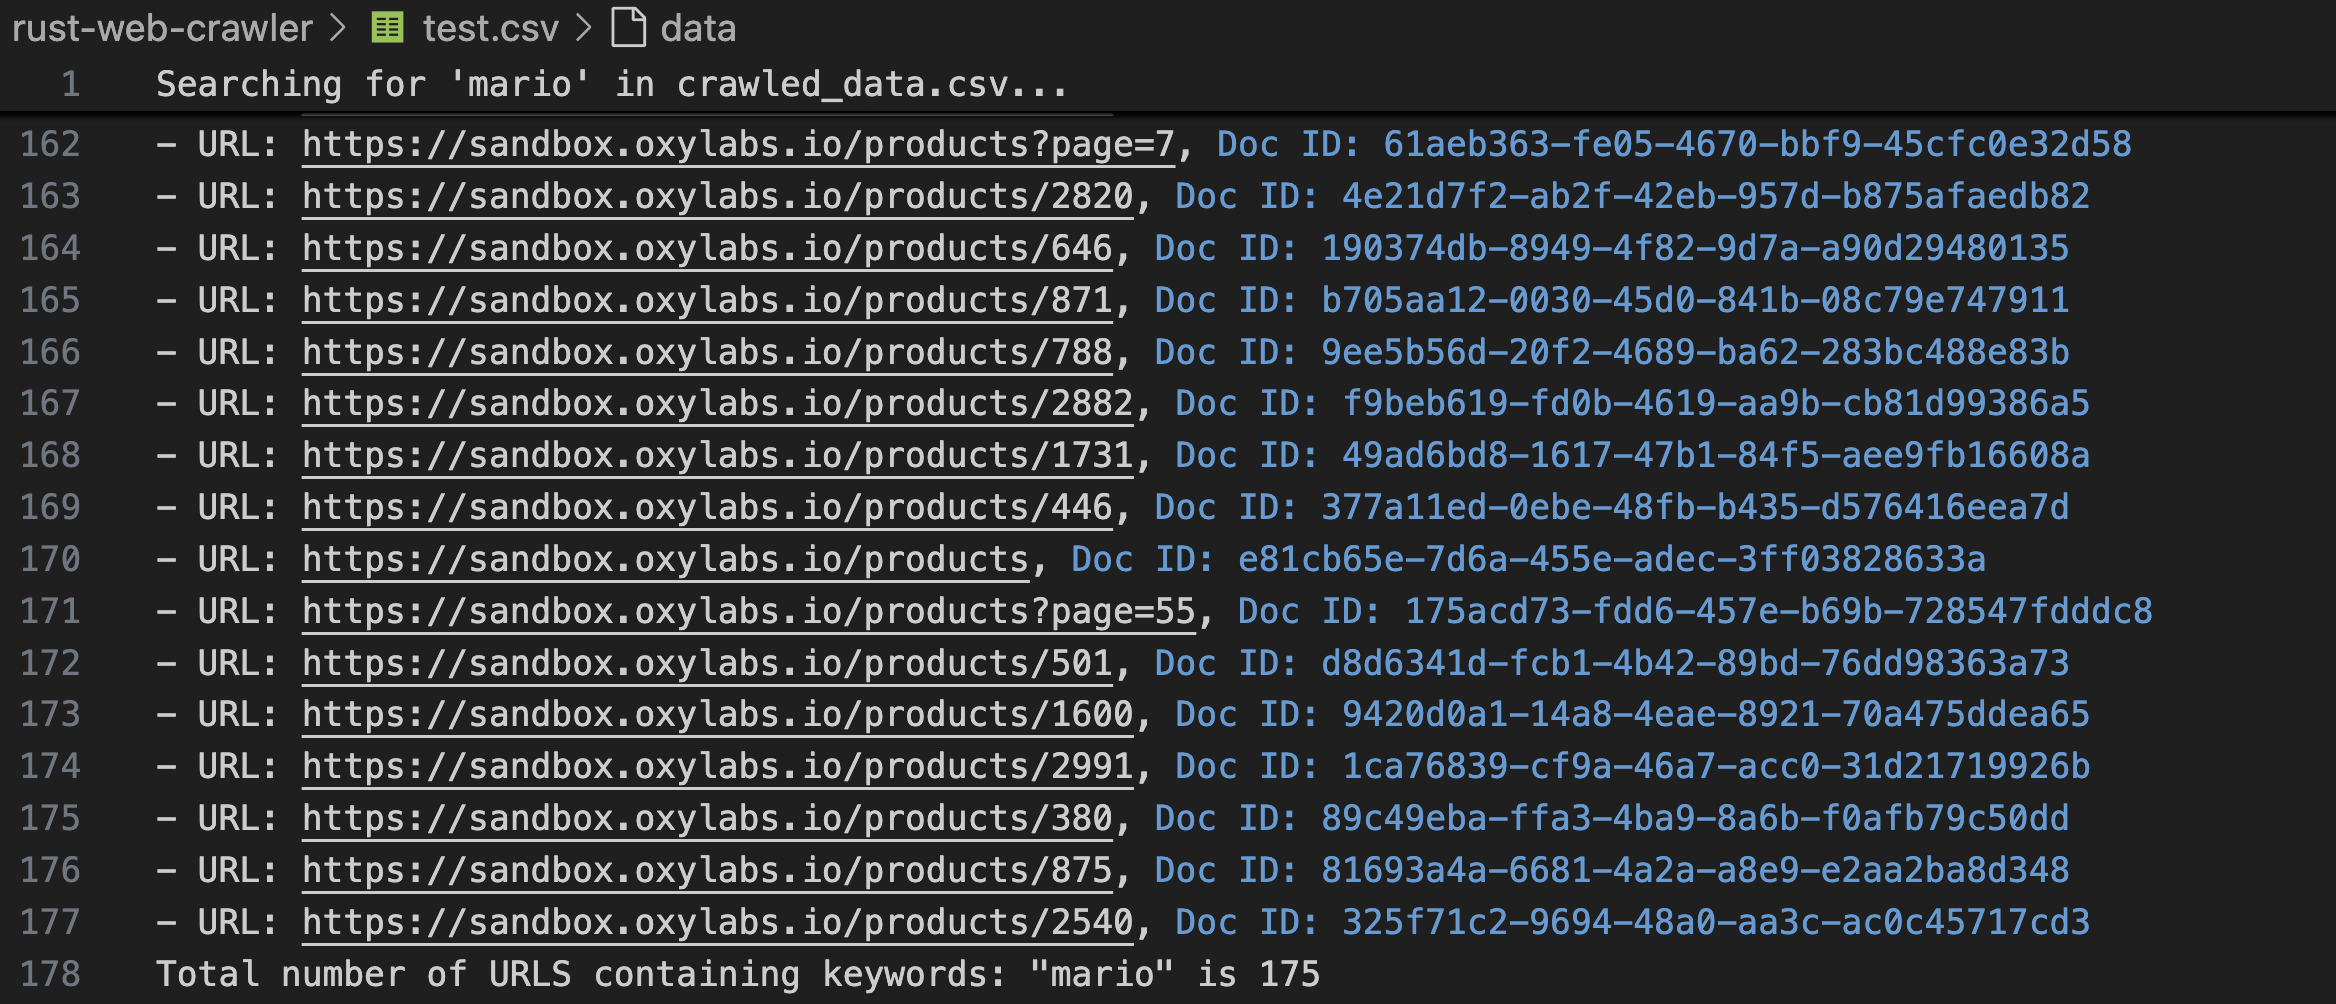 rust-web-crawler > test.csv > data
1 Searching for 'mario' in crawled_data.csv...
162 - URL: https://sandbox.oxylabs.io/products?page=7, Doc ID: 61aeb363-fe05-4670-bbf9-45cfc0e32d58
163 - URL: https://sandbox.oxylabs.io/products/2820, Doc ID: 4e21d7f2-ab2f-42eb-957d-b875afaedb82
164 - URL: https://sandbox.oxylabs.io/products/646, Doc ID: 190374db-8949-4f82-9d7a-a90d29480135
165 - URL: https://sandbox.oxylabs.io/products/871, Doc ID: b705aa12-0030-45d0-841b-08c79e747911
166 - URL: https://sandbox.oxylabs.io/products/788, Doc ID: 9ee5b56d-20f2-4689-ba62-283bc488e83b
167 - URL: https://sandbox.oxylabs.io/products/2882, Doc ID: f9beb619-fd0b-4619-aa9b-cb81d99386a5
168 - URL: https://sandbox.oxylabs.io/products/1731, Doc ID: 49ad6bd8-1617-47b1-84f5-aee9fb16608a
169 - URL: https://sandbox.oxylabs.io/products/446, Doc ID: 377a11ed-0ebe-48fb-b435-d576416eea7d
170 - URL: https://sandbox.oxylabs.io/products, Doc ID: e81cb65e-7d6a-455e-adec-3ff03828633a
171 - URL: https://sandbox.oxylabs.io/products?page=55, Doc ID: 175acd73-fdd6-457e-b69b-728547fdddc8
172 - URL: https://sandbox.oxylabs.io/products/501, Doc ID: d8d6341d-fcb1-4b42-89bd-76dd98363a73
173 - URL: https://sandbox.oxylabs.io/products/1600, Doc ID: 9420d0a1-14a8-4eae-8921-70a475ddea65
174 - URL: https://sandbox.oxylabs.io/products/2991, Doc ID: 1ca76839-cf9a-46a7-acc0-31d21719926b
175 - URL: https://sandbox.oxylabs.io/products/380, Doc ID: 89c49eba-ffa3-4ba9-8a6b-f0afb79c50dd
176 - URL: https://sandbox.oxylabs.io/products/875, Doc ID: 81693a4a-6681-4a2a-a8e9-e2aa2ba8d348
177 - URL: https://sandbox.oxylabs.io/products/2540, Doc ID: 325f71c2-9694-48a0-aa3c-ac0c45717cd3
178 Total number of URLS containing keywords: "mario" is 175